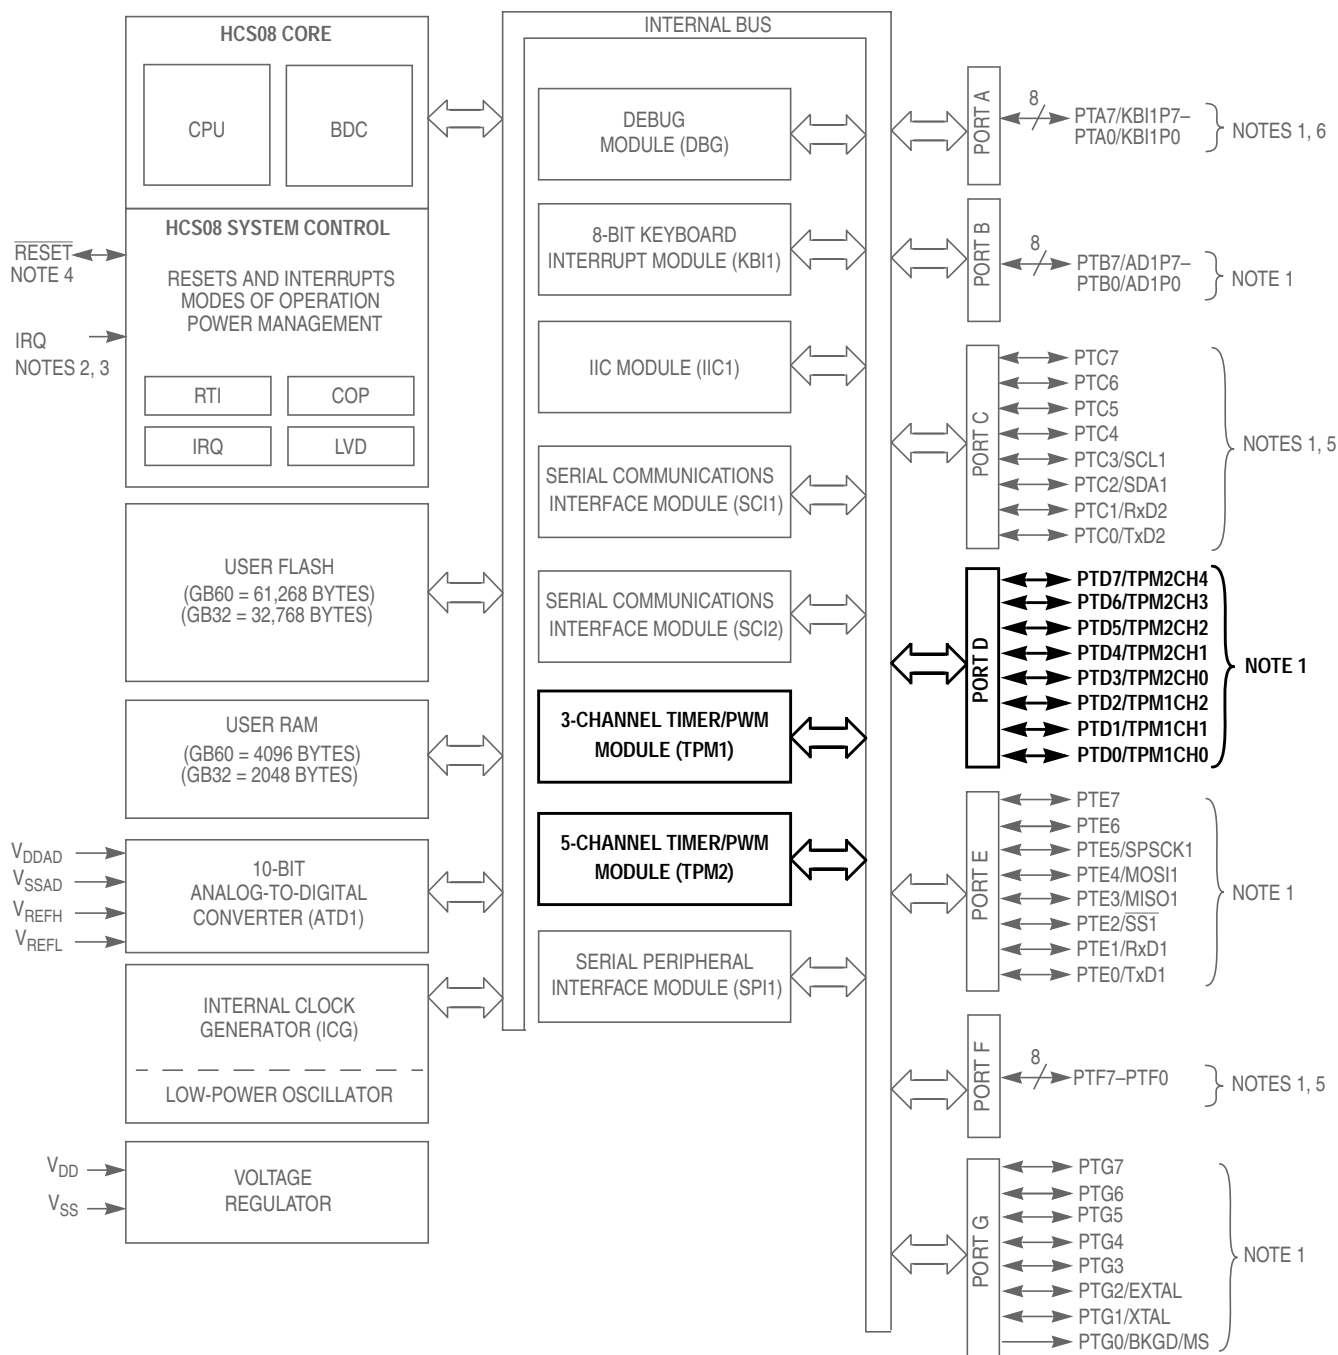 HCS08 CORE
CPU
BDC
HCS08 SYSTEM CONTROL
RESETS AND INTERRUPTS
MODES OF OPERATION
POWER MANAGEMENT
RTI
COP
IRQ
LVD
RESET
NOTE 4
IRQ
NOTES 2, 3
USER FLASH
(GB60 = 61,268 BYTES)
(GB32 = 32,768 BYTES)
USER RAM
(GB60 = 4096 BYTES)
(GB32 = 2048 BYTES)
VDDAD
VSSAD
VREFH
VREFL
10-BIT
ANALOG-TO-DIGITAL
CONVERTER (ATD1)
INTERNAL CLOCK
GENERATOR (ICG)
LOW-POWER OSCILLATOR
VDD
VSS
VOLTAGE
REGULATOR
INTERNAL BUS
DEBUG
MODULE (DBG)
8-BIT KEYBOARD
INTERRUPT MODULE (KBI1)
IIC MODULE (IIC1)
SERIAL COMMUNICATIONS
INTERFACE MODULE (SCI1)
SERIAL COMMUNICATIONS
INTERFACE MODULE (SCI2)
3-CHANNEL TIMER/PWM
MODULE (TPM1)
5-CHANNEL TIMER/PWM
MODULE (TPM2)
SERIAL PERIPHERAL
INTERFACE MODULE (SPI1)
PORT A
8
PTA7/KBI1P7–
PTA0/KBI1P0
NOTES 1, 6
PORT B
8
PTB7/AD1P7–
PTB0/AD1P0
NOTE 1
PORT C
PTC7
PTC6
PTC5
PTC4
PTC3/SCL1
PTC2/SDA1
PTC1/RxD2
PTC0/TxD2
NOTES 1, 5
PORT D
PTD7/TPM2CH4
PTD6/TPM2CH3
PTD5/TPM2CH2
PTD4/TPM2CH1
PTD3/TPM2CH0
PTD2/TPM1CH2
PTD1/TPM1CH1
PTD0/TPM1CH0
NOTE 1
PORT E
PTE7
PTE6
PTE5/SPSCK1
PTE4/MOSI1
PTE3/MISO1
PTE2/SS1
PTE1/RxD1
PTE0/TxD1
NOTE 1
PORT F
8
PTF7–PTF0
NOTES 1, 5
PORT G
PTG7
PTG6
PTG5
PTG4
PTG3
PTG2/EXTAL
PTG1/XTAL
PTG0/BKGD/MS
NOTE 1